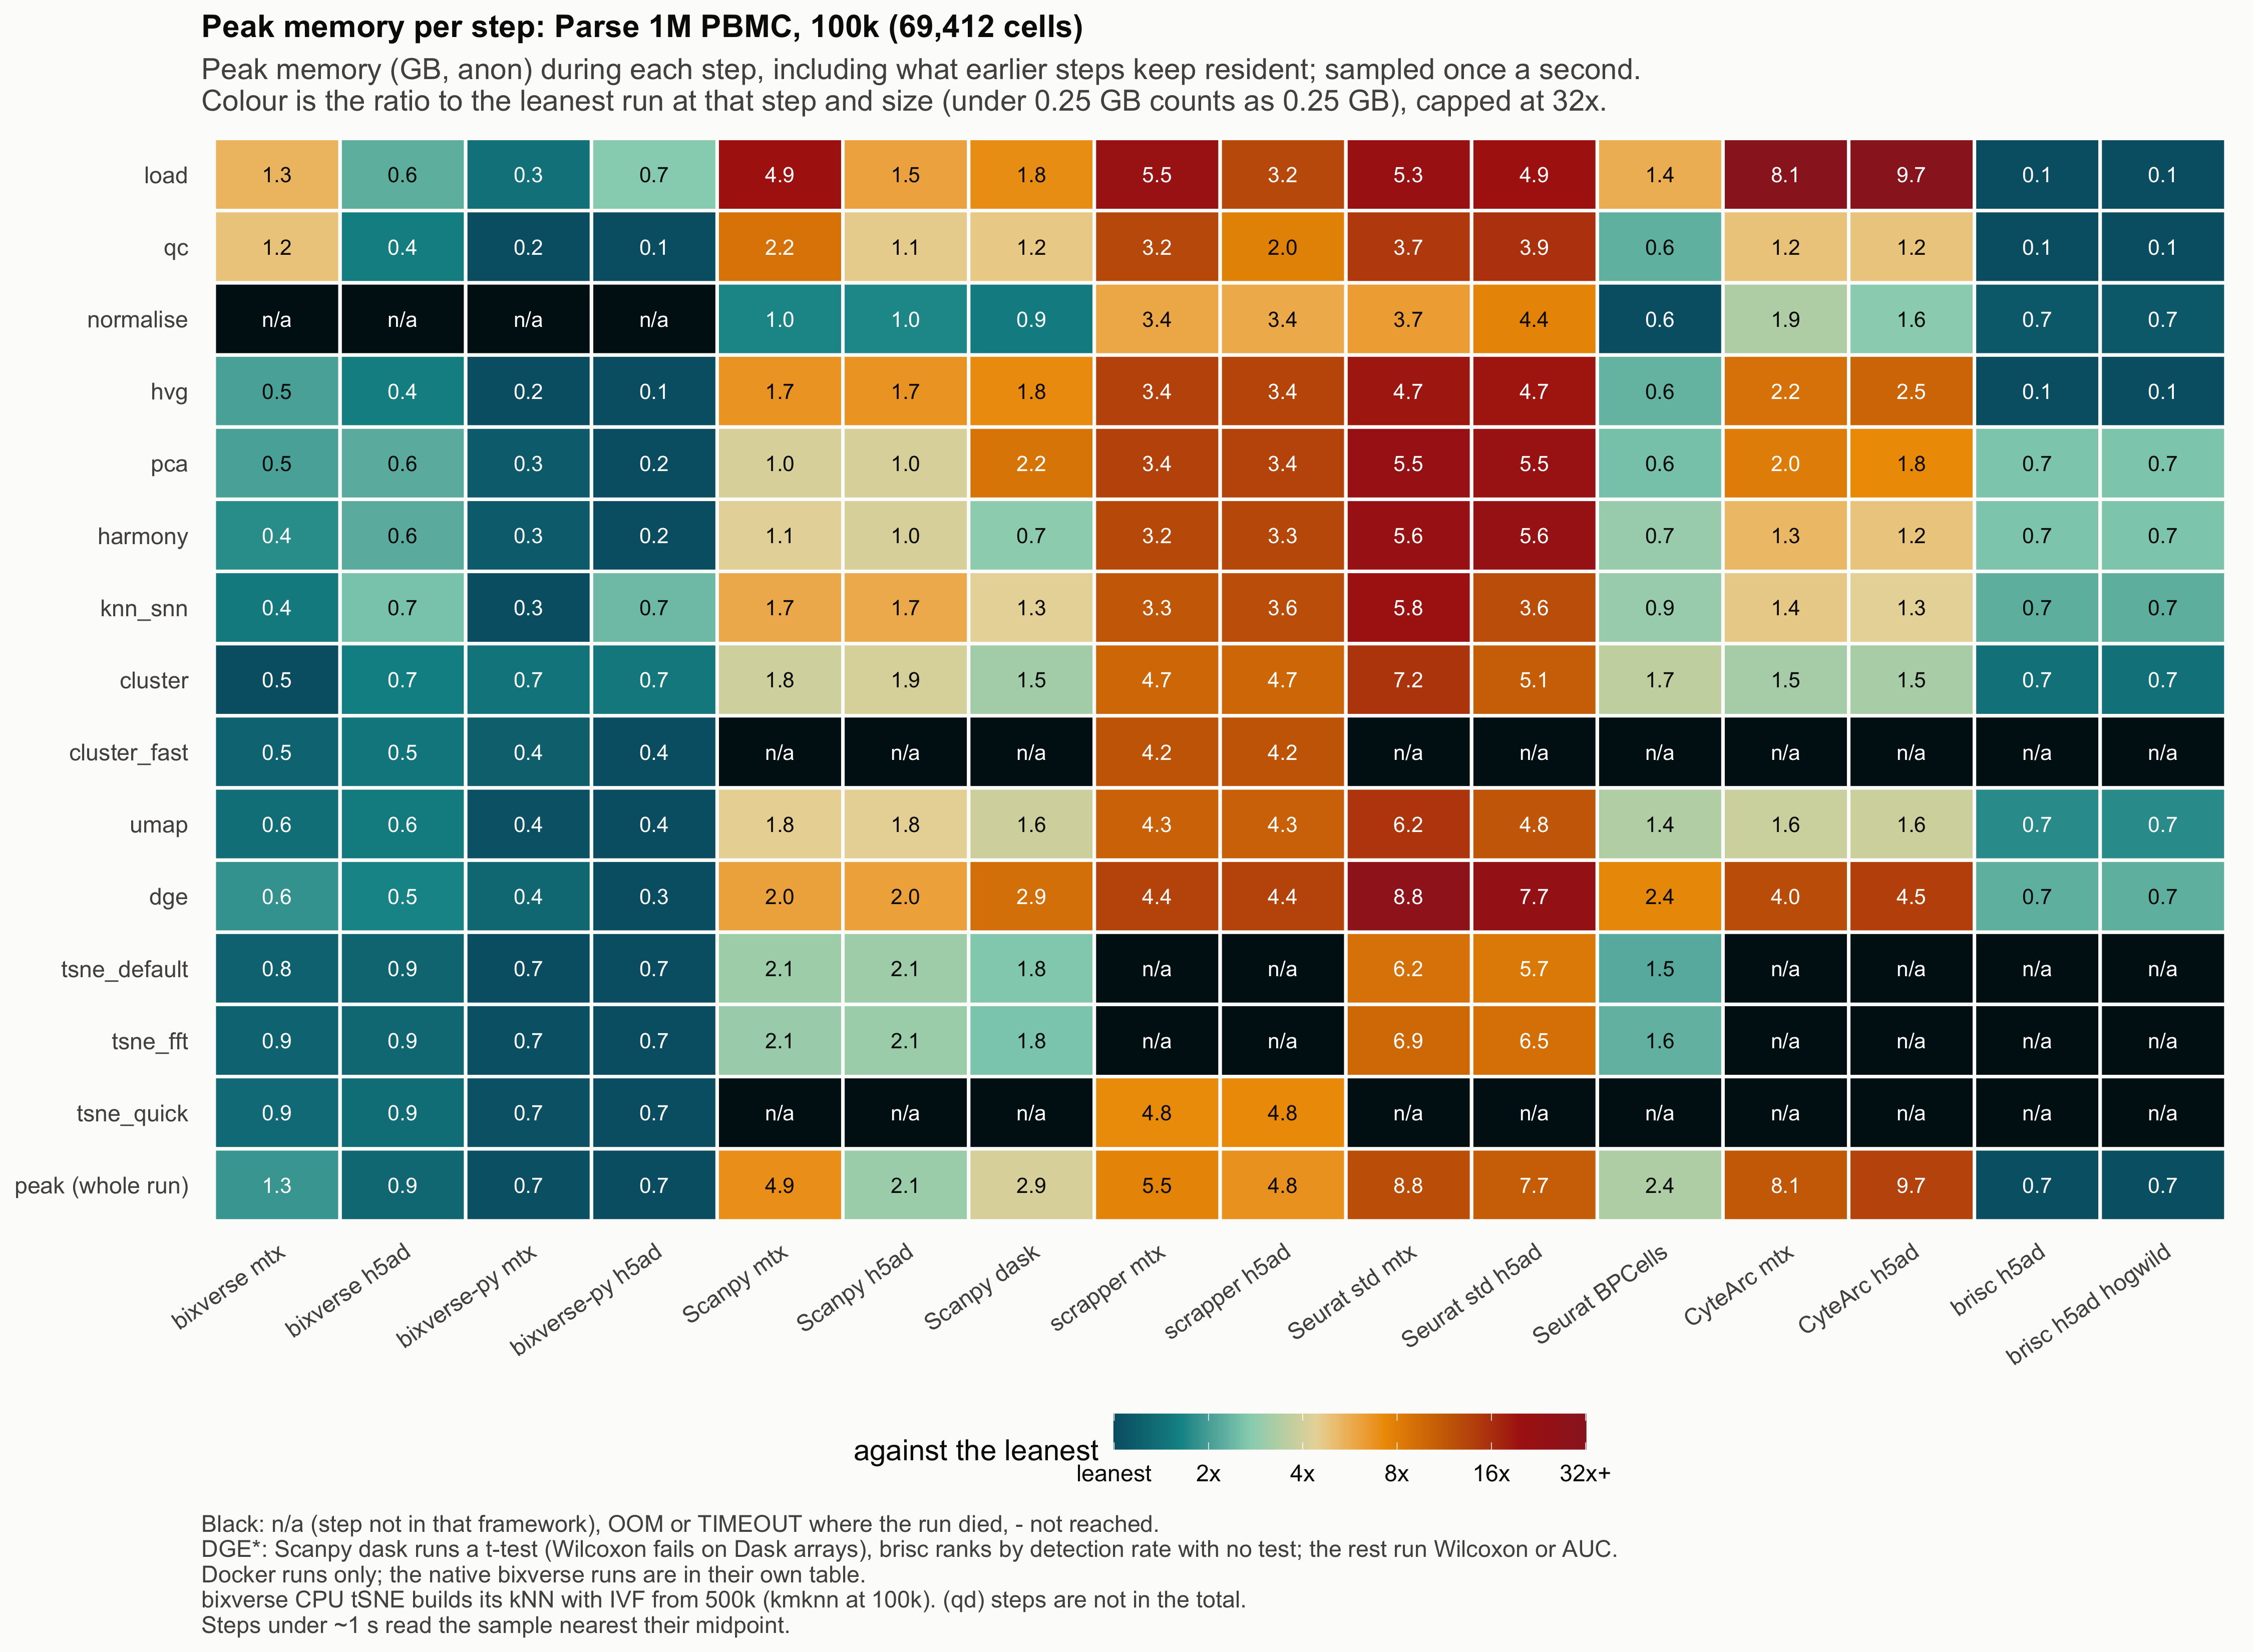 Peak memory per step: Parse 1M PBMC, 100k (69,412 cells)
Peak memory (GB, anon) during each step, including what earlier steps keep resident; sampled once a second.
Colour is the ratio to the leanest run at that step and size (under 0.25 GB counts as 0.25 GB), capped at 32x.
load 1.3 0.6 0.3 0.7 4.9 1.5 1.8 5.5 3.2 5.3 4.9 1.4 8.1 9.7 0.1 0.1
qc 1.2 0.4 0.2 0.1 2.2 1.1 1.2 3.2 2.0 3.7 3.9 0.6 1.2 1.2 0.1 0.1
normalise n/a n/a n/a n/a 1.0 1.0 0.9 3.4 3.4 3.7 4.4 0.6 1.9 1.6 0.7 0.7
hvg 0.5 0.4 0.2 0.1 1.7 1.7 1.8 3.4 3.4 4.7 4.7 0.6 2.2 2.5 0.1 0.1
pca 0.5 0.6 0.3 0.2 1.0 1.0 2.2 3.4 3.4 5.5 5.5 0.6 2.0 1.8 0.7 0.7
harmony 0.4 0.6 0.3 0.2 1.1 1.0 0.7 3.2 3.3 5.6 5.6 0.7 1.3 1.2 0.7 0.7
knn_snn 0.4 0.7 0.3 0.7 1.7 1.7 1.3 3.3 3.6 5.8 3.6 0.9 1.4 1.3 0.7 0.7
cluster 0.5 0.7 0.7 0.7 1.8 1.9 1.5 4.7 4.7 7.2 5.1 1.7 1.5 1.5 0.7 0.7
cluster_fast 0.5 0.5 0.4 0.4 n/a n/a n/a 4.2 4.2 n/a n/a n/a n/a n/a n/a n/a
umap 0.6 0.6 0.4 0.4 1.8 1.8 1.6 4.3 4.3 6.2 4.8 1.4 1.6 1.6 0.7 0.7
dge 0.6 0.5 0.4 0.3 2.0 2.0 2.9 4.4 4.4 8.8 7.7 2.4 4.0 4.5 0.7 0.7
tsne_default 0.8 0.9 0.7 0.7 2.1 2.1 1.8 n/a n/a 6.2 5.7 1.5 n/a n/a n/a n/a
tsne_fft 0.9 0.9 0.7 0.7 2.1 2.1 1.8 n/a n/a 6.9 6.5 1.6 n/a n/a n/a n/a
tsne_quick 0.9 0.9 0.7 0.7 n/a n/a n/a 4.8 4.8 n/a n/a n/a n/a n/a n/a n/a
peak (whole run) 1.3 0.9 0.7 0.7 4.9 2.1 2.9 5.5 4.8 8.8 7.7 2.4 8.1 9.7 0.7 0.7
bixverse mtx
bixverse h5ad
bixverse-py mtx
bixverse-py h5ad
Scanpy mtx
Scanpy h5ad
Scanpy dask
scrapper mtx
scrapper h5ad
Seurat std mtx
Seurat std h5ad
Seurat BPCells
CyteArc mtx
CyteArc h5ad
brisc h5ad
brisc h5ad hogwild
against the leanest
leanest 2x 4x 8x 16x 32x+
Black: n/a (step not in that framework), OOM or TIMEOUT where the run died, - not reached.
DGE*: Scanpy dask runs a t-test (Wilcoxon fails on Dask arrays), brisc ranks by detection rate with no test; the rest run Wilcoxon or AUC.
Docker runs only; the native bixverse runs are in their own table.
bixverse CPU tSNE builds its kNN with IVF from 500k (kmknn at 100k). (qd) steps are not in the total.
Steps under ~1 s read the sample nearest their midpoint.